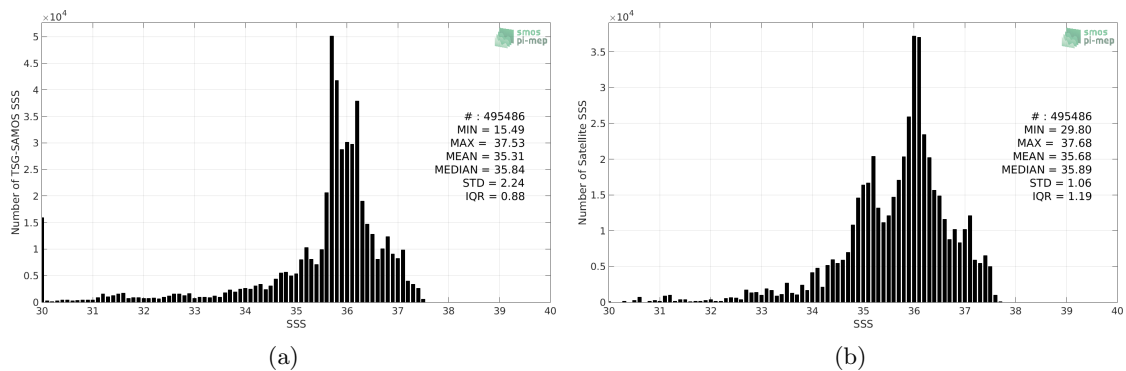 ×10⁴
5
4.5
4
3.5
3
2.5
2
1.5
1
0.5
0
Number of TSG-SAMOS SSS
30 31 32 33 34 35 36 37 38 39 40
SSS
smos
pi-mep
# : 495486
MIN = 15.49
MAX = 37.53
MEAN = 35.31
MEDIAN = 35.84
STD = 2.24
IQR = 0.88
(a)
×10⁴
3.5
3
2.5
2
1.5
1
0.5
0
Number of Satellite SSS
30 31 32 33 34 35 36 37 38 39 40
SSS
smos
pi-mep
# : 495486
MIN = 29.80
MAX = 37.68
MEAN = 35.68
MEDIAN = 35.89
STD = 1.06
IQR = 1.19
(b)